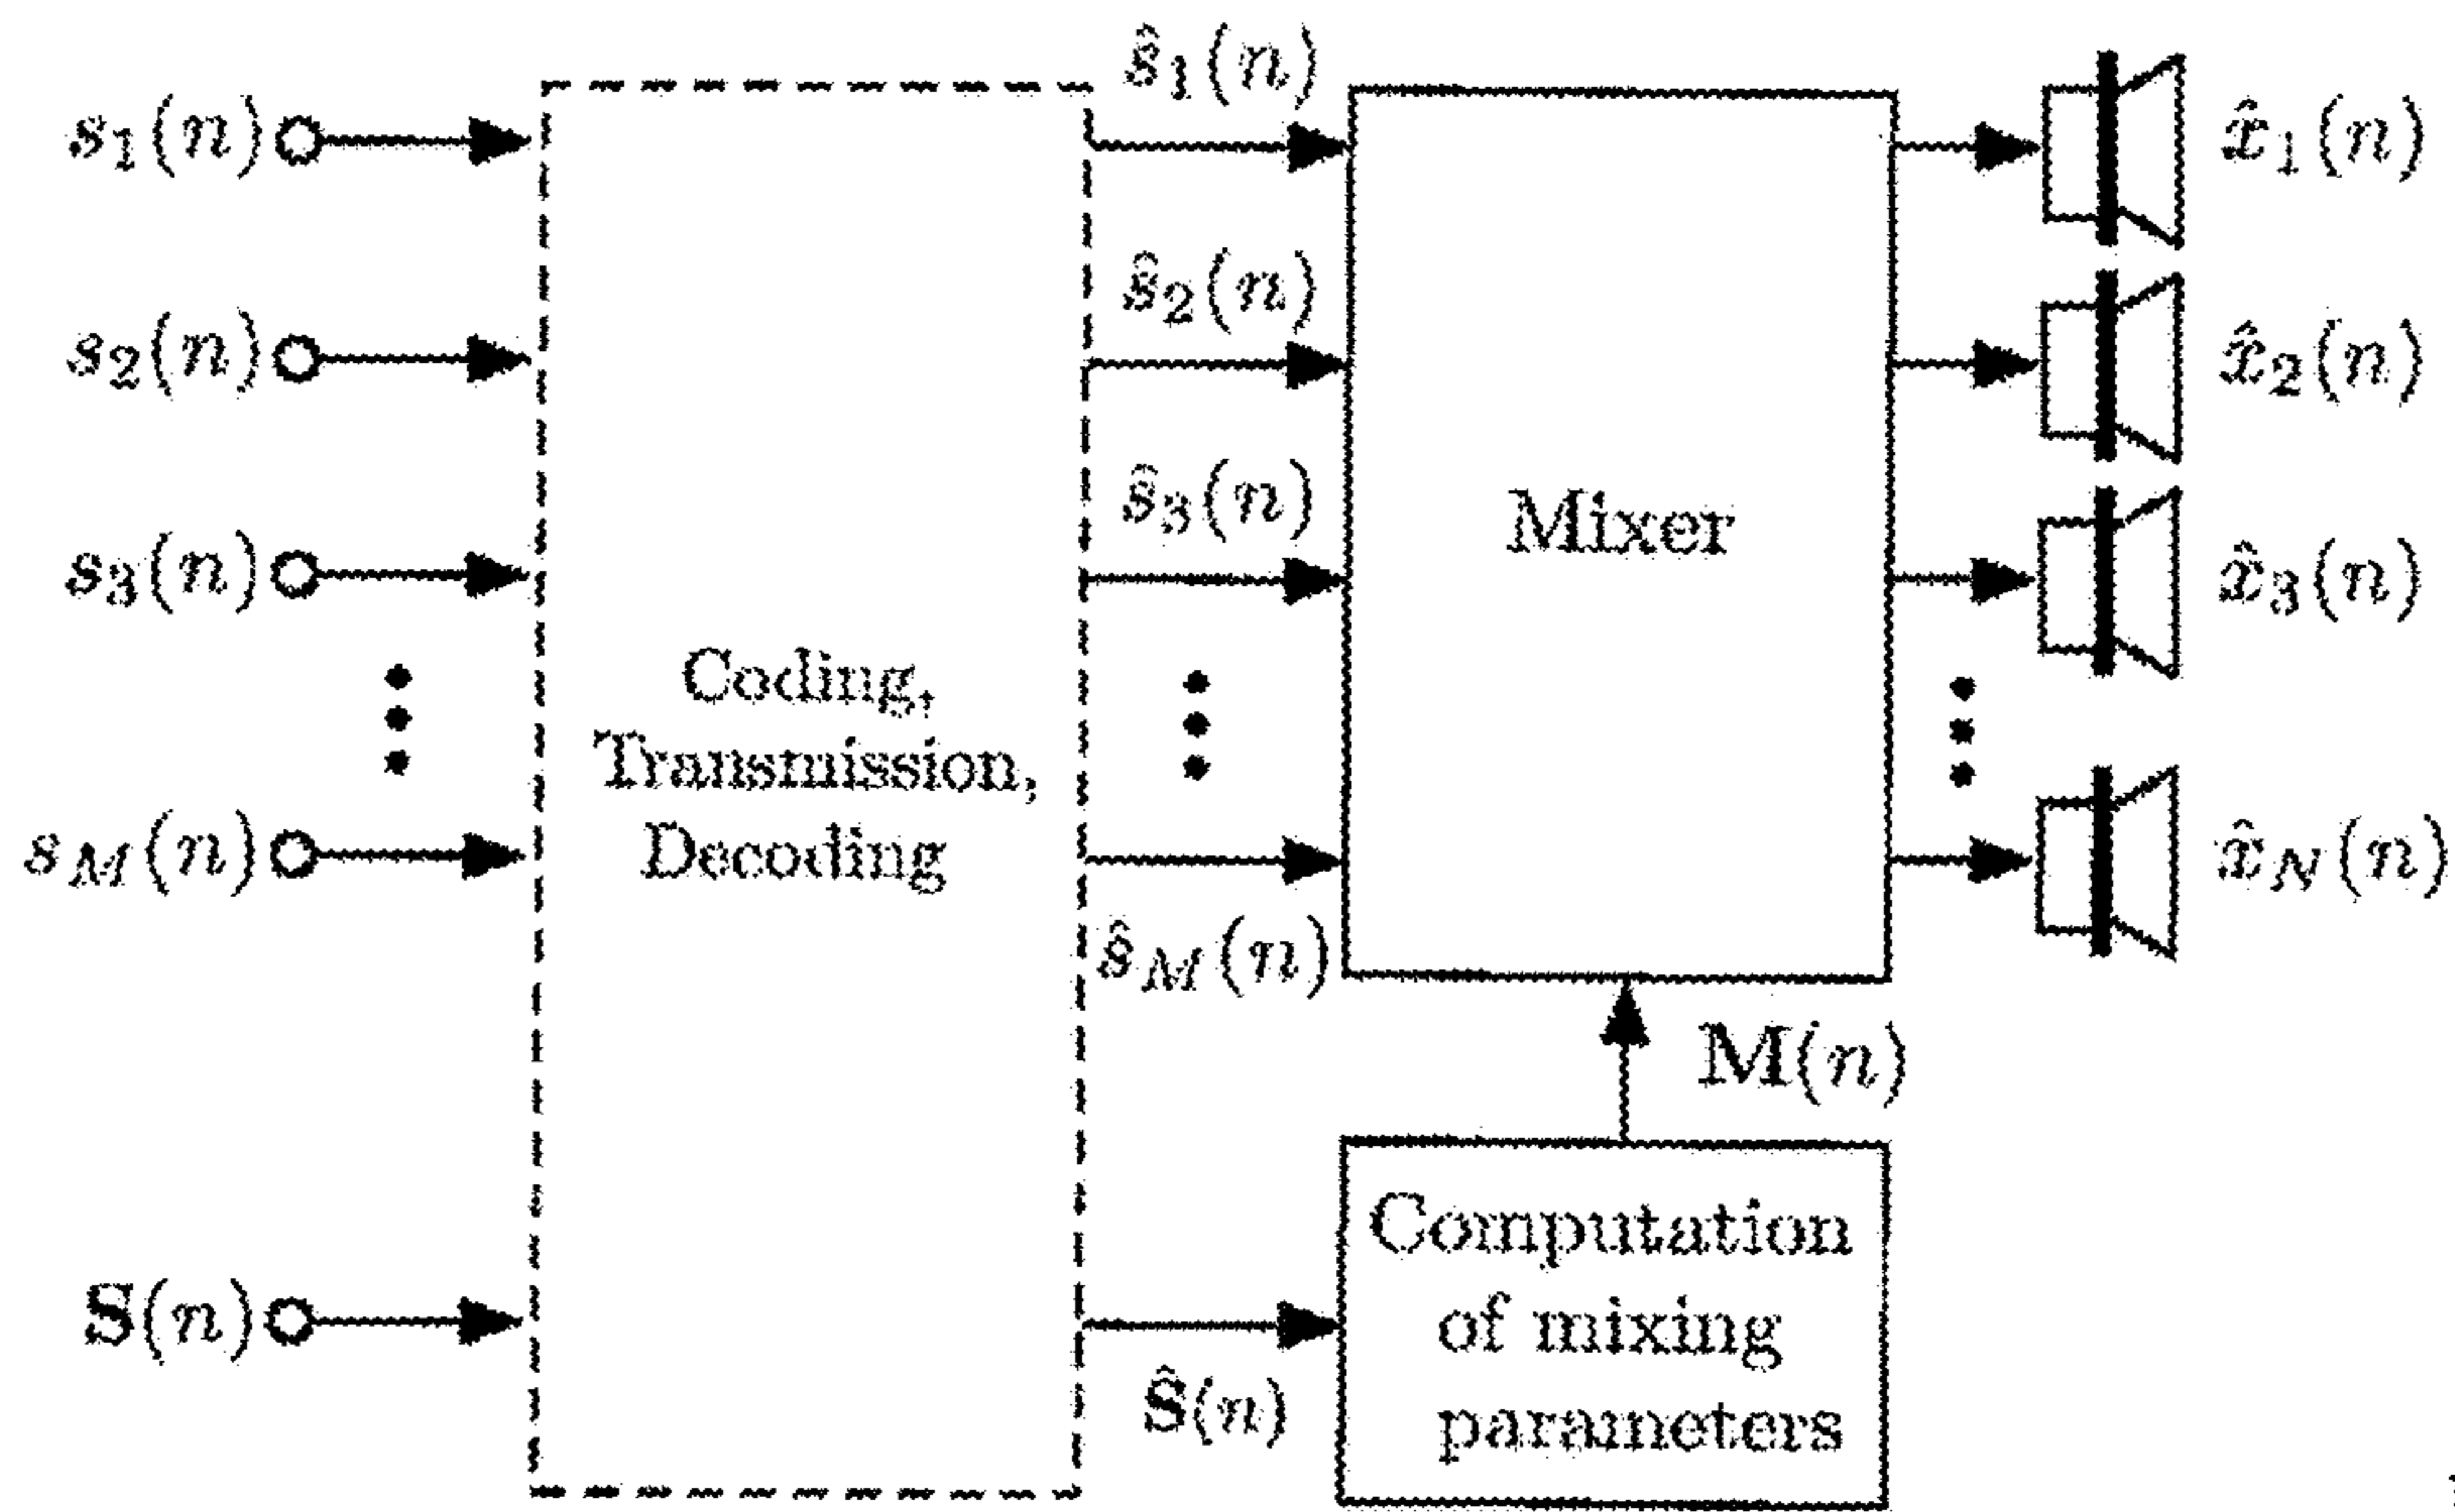 s₁(n)
s₂(n)
s₃(n)
s_M(n)
S(n)
Coding,
Transmission,
Decoding
ŝ₁(n)
ŝ₂(n)
ŝ₃(n)
ŝ_M(n)
Ŝ(n)
Mixer
M(n)
Computation
of mixing
parameters
x̂₁(n)
x̂₂(n)
x̂₃(n)
x̂_N(n)